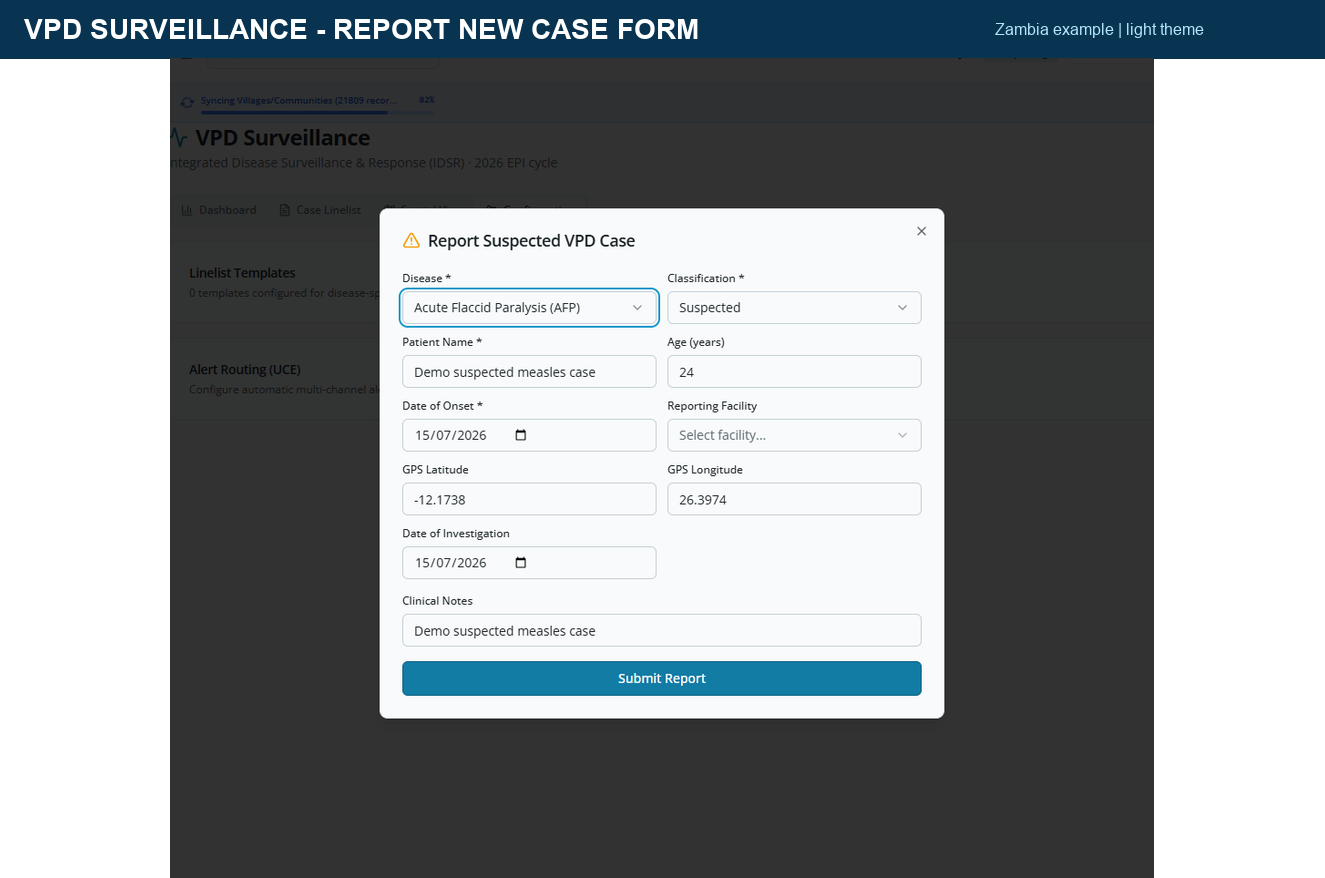 VPD SURVEILLANCE - REPORT NEW CASE FORM
Zambia example | light theme
Syncing Villages/Communities (21809 recor... 82%
VPD Surveillance
ntegrated Disease Surveillance & Response (IDSR) · 2026 EPI cycle
Dashboard Case Linelist
Linelist Templates
0 templates configured for disease-sp
Alert Routing (UCE)
Configure automatic multi-channel al
Report Suspected VPD Case
Disease * Classification *
Acute Flaccid Paralysis (AFP) Suspected
Patient Name * Age (years)
Demo suspected measles case 24
Date of Onset * Reporting Facility
15/07/2026 Select facility...
GPS Latitude GPS Longitude
-12.1738 26.3974
Date of Investigation
15/07/2026
Clinical Notes
Demo suspected measles case
Submit Report